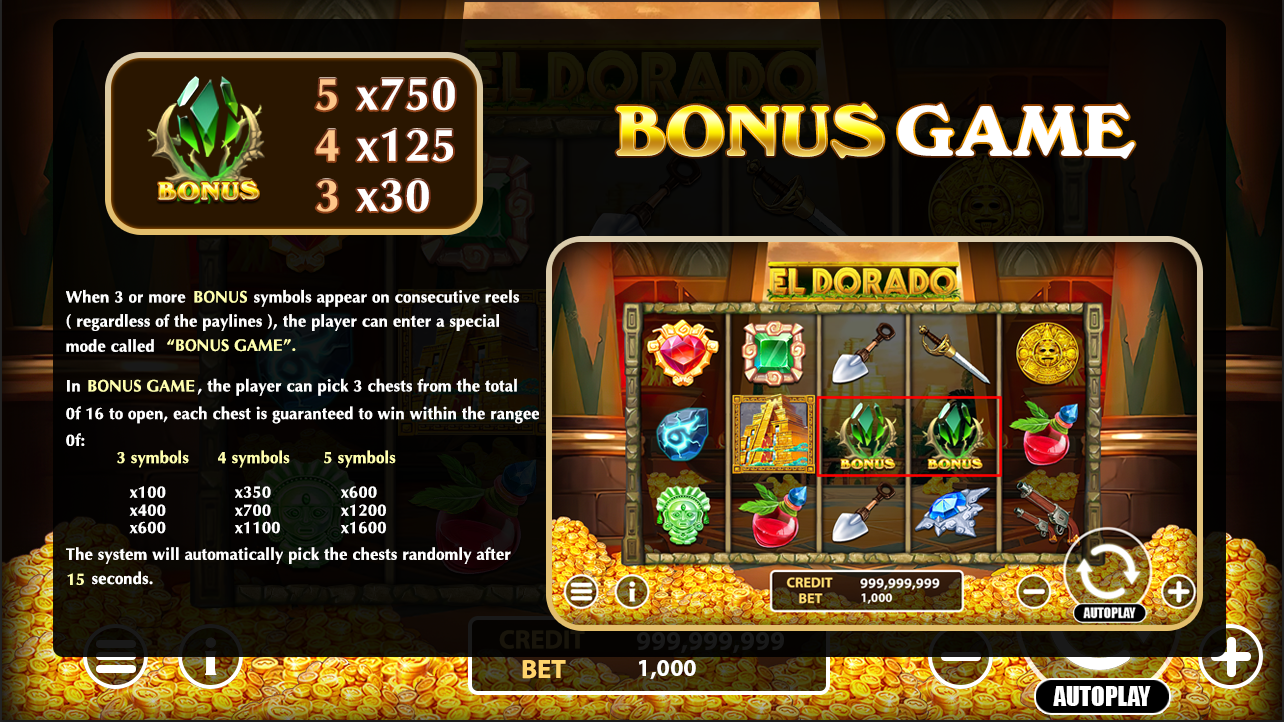 EL DORADO
BONUS
5 x750
4 x125
3 x30
BONUS GAME
When 3 or more BONUS symbols appear on consecutive reels
( regardless of the paylines ), the player can enter a special
mode called “BONUS GAME”.
In BONUS GAME , the player can pick 3 chests from the total
Of 16 to open, each chest is guaranteed to win within the rangee
Of:
3 symbols 4 symbols 5 symbols
x100 x350 x600
x400 x700 x1200
x600 x1100 x1600
The system will automatically pick the chests randomly after
15 seconds.
EL DORADO
BONUS BONUS
CREDIT 999,999,999
BET 1,000
AUTOPLAY
CREDIT 999,999,999
BET 1,000
AUTOPLAY